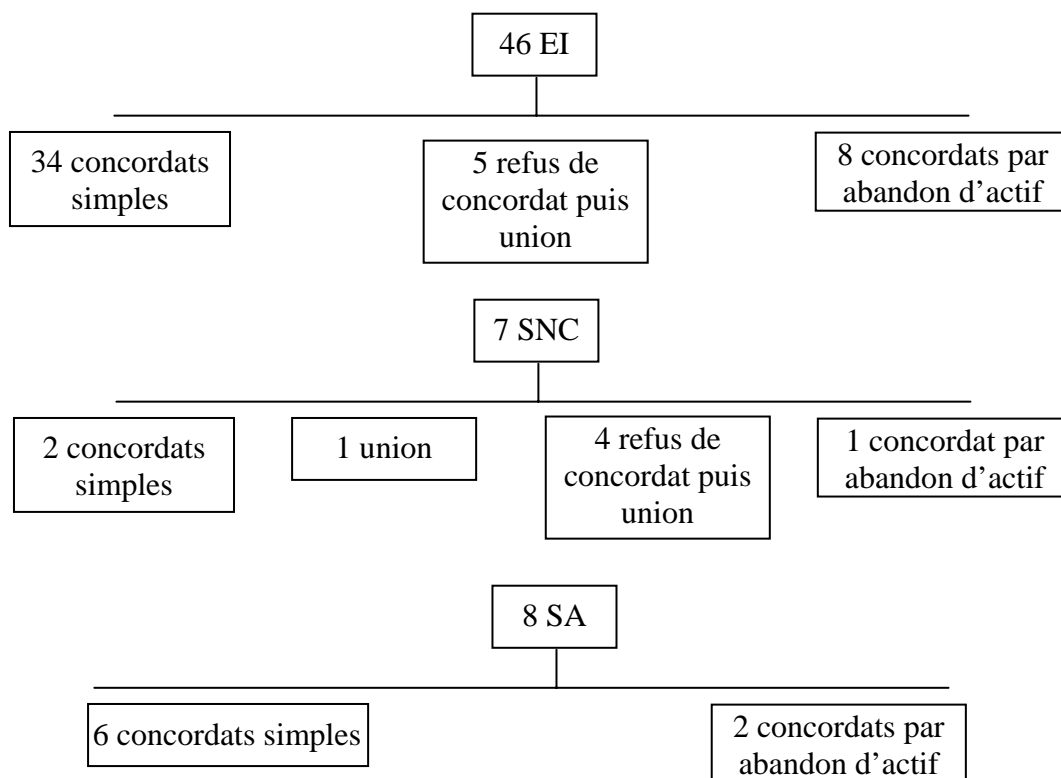 46 EI
34 concordats
simples
5 refus de
concordat puis
union
8 concordats par
abandon d’actif
7 SNC
2 concordats
simples
1 union
4 refus de
concordat puis
union
1 concordat par
abandon d’actif
8 SA
6 concordats simples
2 concordats par
abandon d’actif